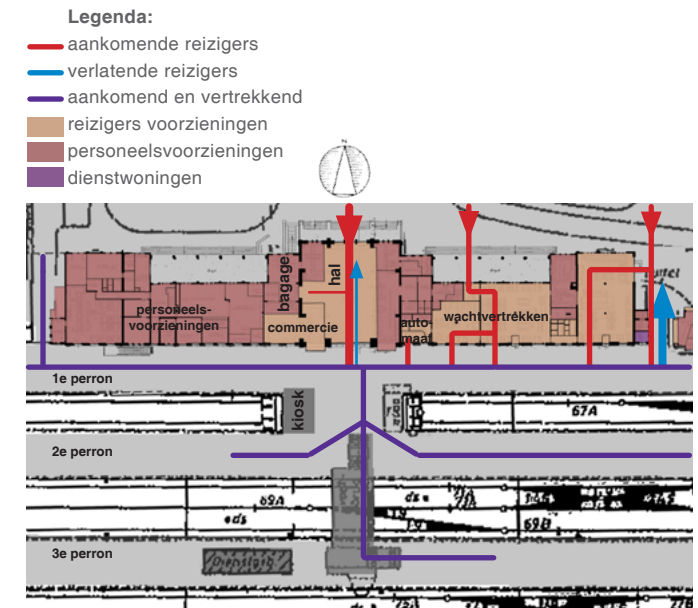 Legenda:
aankomende reizigers
verlatende reizigers
aankomend en vertrekkend
reizigers voorzieningen
personeelsvoorzieningen
dienstwoningen
bagage
hal
personeels-
voorzieningen
commercie
auto-
maat
wachtvertrekken
1e perron
kiosk
67A
2e perron
69A
69B
3e perron
Dienstgeb.